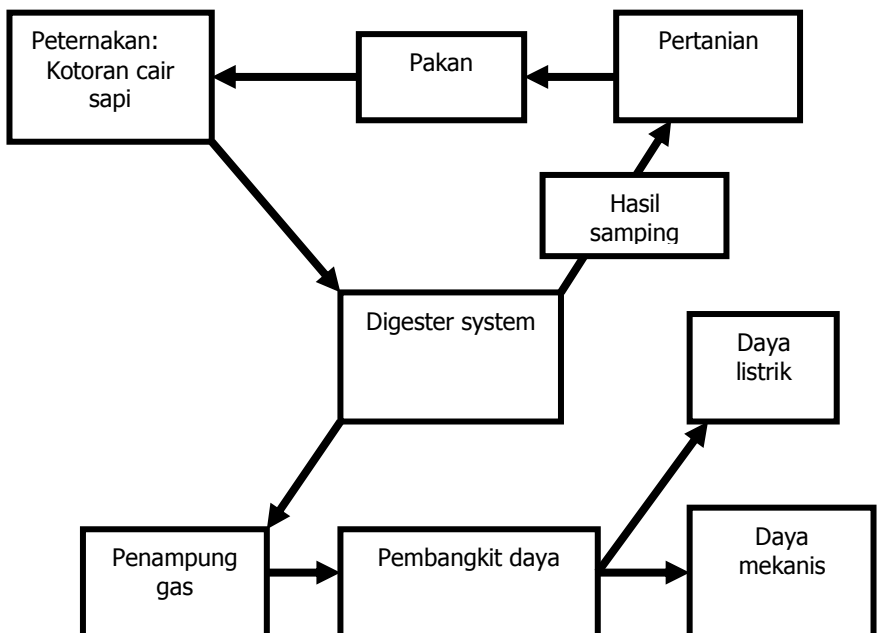 Peternakan:
Kotoran cair
sapi
Pakan
Pertanian
Hasil
samping
Digester system
Daya
listrik
Penampung
gas
Pembangkit daya
Daya
mekanis